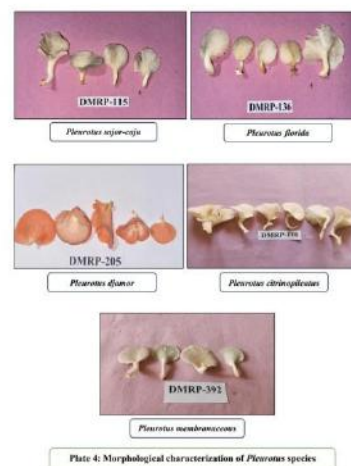 DMRP-115
DMRP-136
Pleurotus sajor-caju
Pleurotus florida
DMRP-205
Pleurotus djamor
Pleurotus citrinopileatus
DMRP-392
Pleurotus membranaceous
Plate 4: Morphological characterization of Pleurotus species